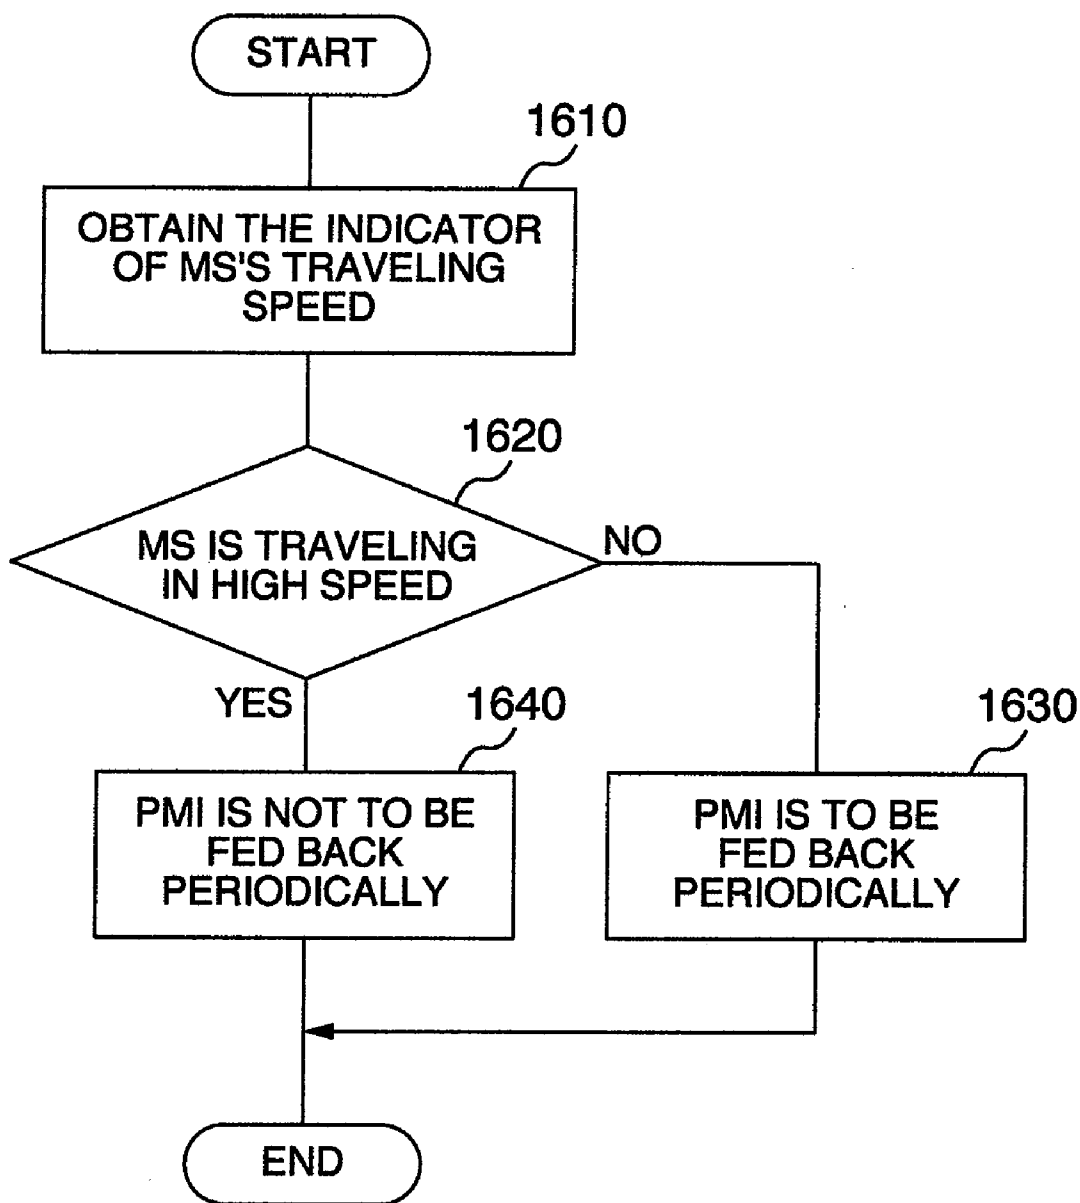 START
1610
OBTAIN THE INDICATOR
OF MS'S TRAVELING
SPEED
1620
MS IS TRAVELING
IN HIGH SPEED
NO
YES
1640
PMI IS NOT TO BE
FED BACK
PERIODICALLY
1630
PMI IS TO BE
FED BACK
PERIODICALLY
END